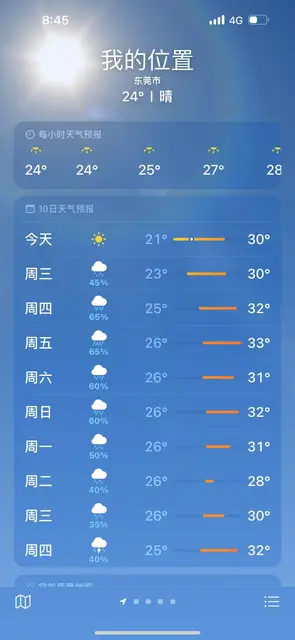 8:45
4G
我的位置
东莞市
24° | 晴
每小时天气预报
24° 24° 25° 27° 28
10日天气预报
今天 21° 30°
周三 45% 23° 30°
周四 65% 25° 32°
周五 65% 26° 33°
周六 60% 26° 31°
周日 60% 26° 32°
周一 50% 26° 31°
周二 40% 26° 28°
周三 35% 26° 30°
周四 40% 25° 32°